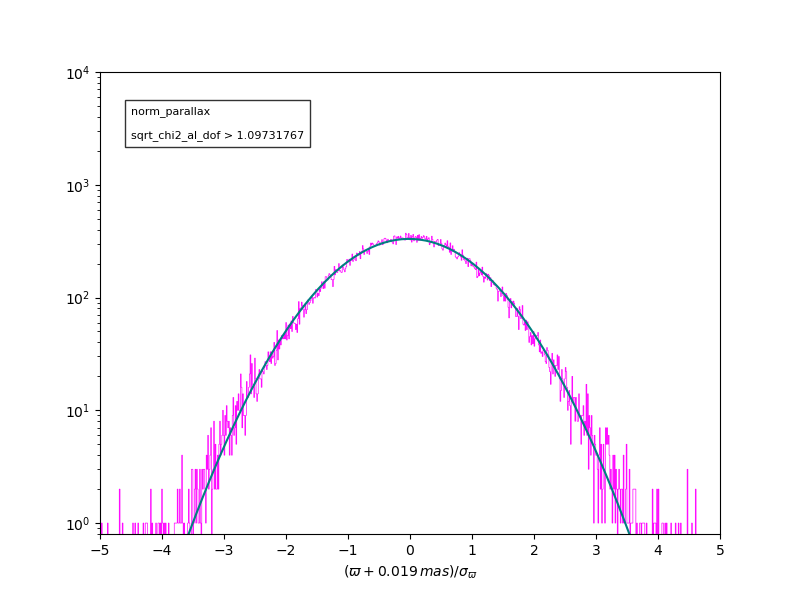 10^4
norm_parallax
sqrt_chi2_al_dof > 1.09731767
10^3
10^2
10^1
10^0
−5 −4 −3 −2 −1 0 1 2 3 4 5
(ϖ + 0.019 mas)/σ_ϖ